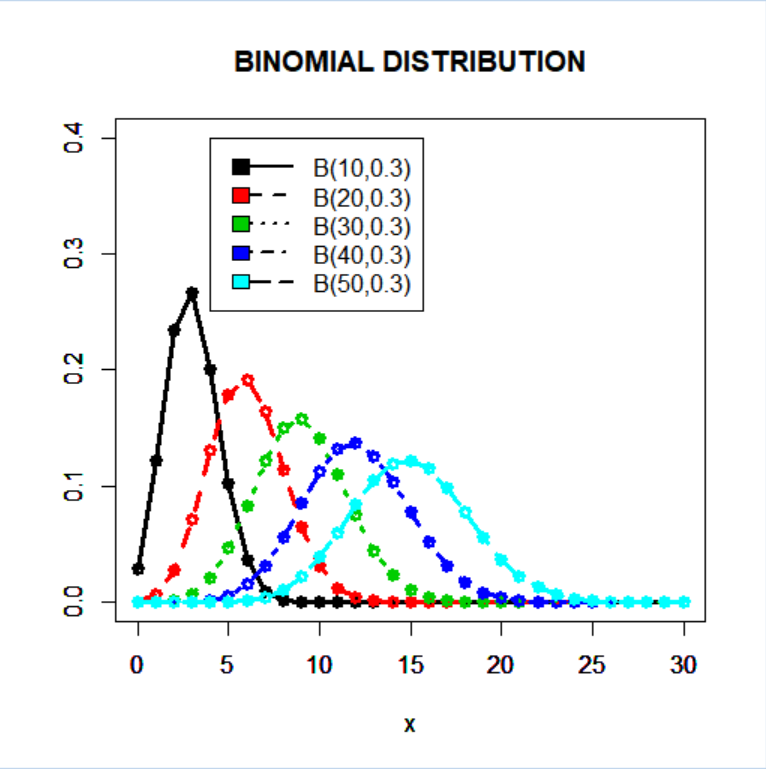 BINOMIAL DISTRIBUTION
0.4
0.3
0.2
0.1
0.0
B(10,0.3)
B(20,0.3)
B(30,0.3)
B(40,0.3)
B(50,0.3)
0 5 10 15 20 25 30
x